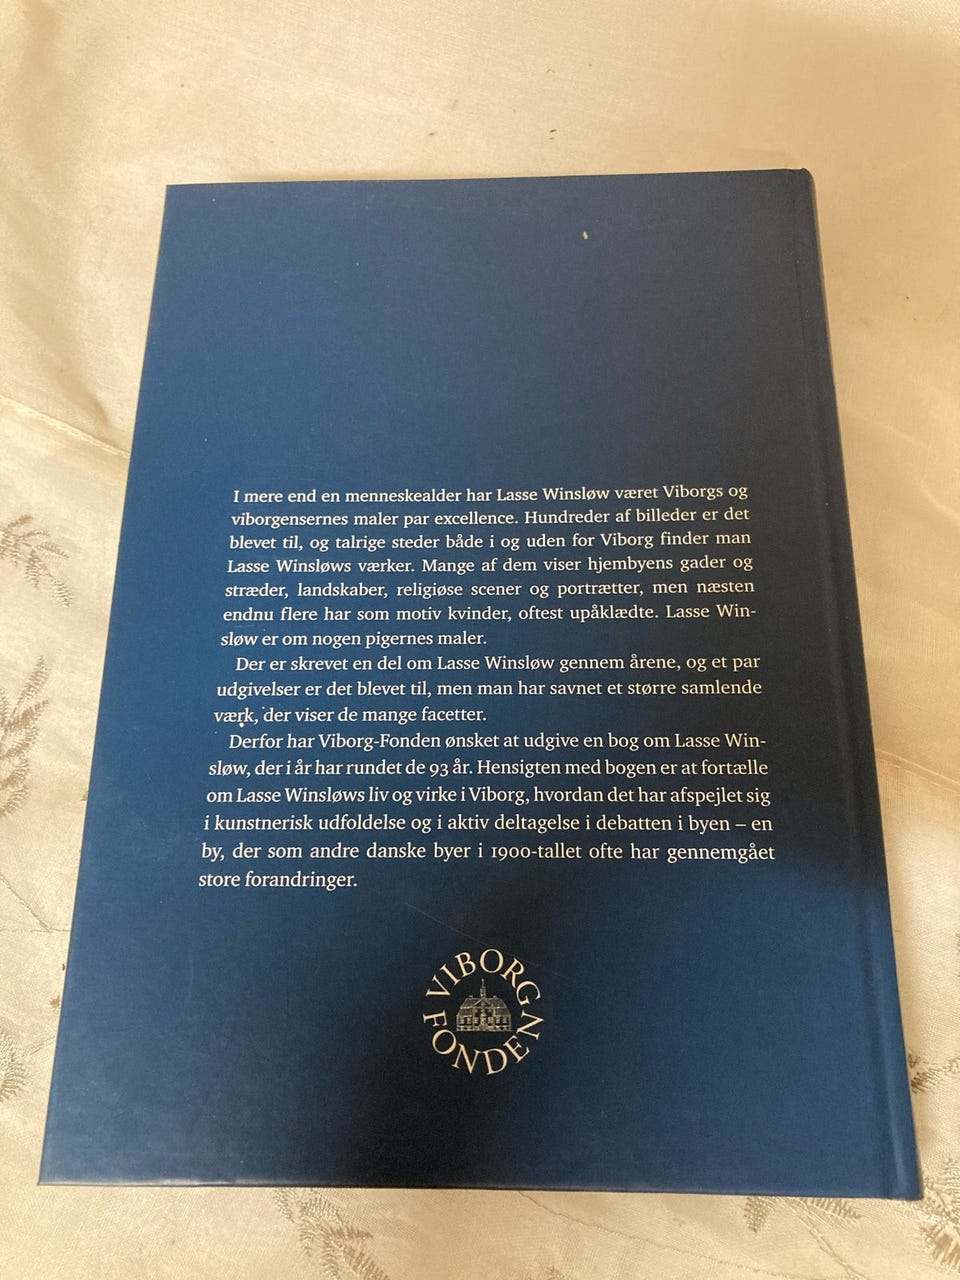 I mere end en menneskealder har Lasse Winsløw været Viborgs og
viborgensernes maler par excellence. Hundreder af billeder er det
blevet til, og talrige steder både i og uden for Viborg finder man
Lasse Winsløws værker. Mange af dem viser hjembyens gader og
stræder, landskaber, religiøse scener og portrætter, men næsten
endnu flere har som motiv kvinder, oftest upåklædte. Lasse Win-
sløw er om nogen pigernes maler.
Der er skrevet en del om Lasse Winsløw gennem årene, og et par
udgivelser er det blevet til, men man har savnet et større samlende
værk, der viser de mange facetter.
Derfor har Viborg-Fonden ønsket at udgive en bog om Lasse Win-
sløw, der i år har rundet de 93 år. Hensigten med bogen er at fortælle
om Lasse Winsløws liv og virke i Viborg, hvordan det har afspejlet sig
i kunstnerisk udfoldelse og i aktiv deltagelse i debatten i byen – en
by, der som andre danske byer i 1900-tallet ofte har gennemgået
store forandringer.
VIBORG
FONDEN